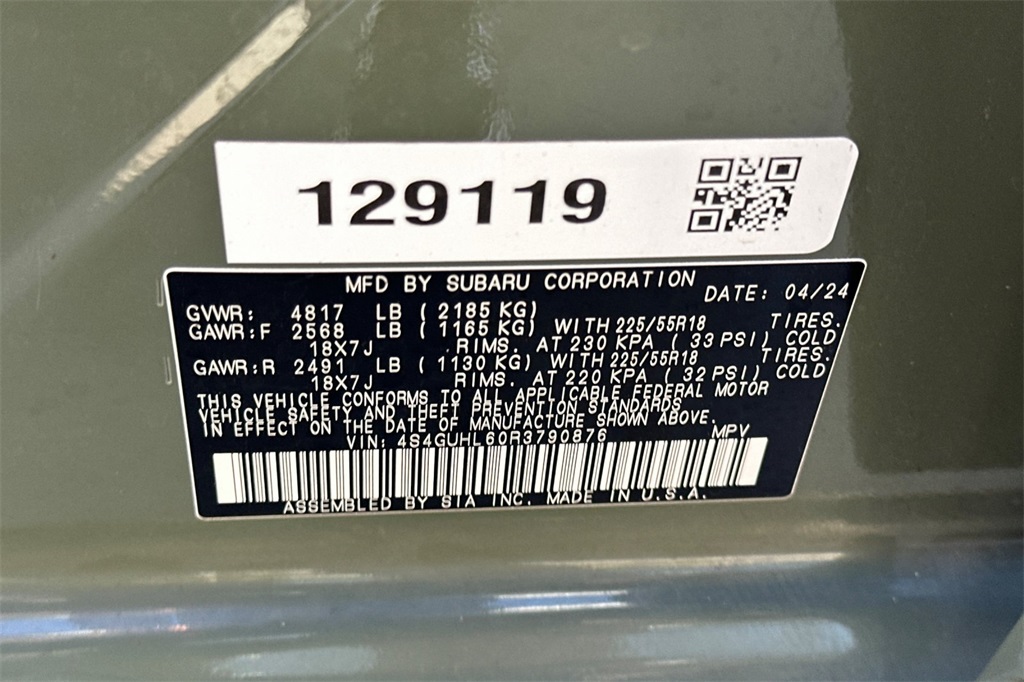 129119
MFD BY SUBARU CORPORATION DATE: 04/24
GVWR: 4817 LB ( 2185 KG)
GAWR:F 2568 LB ( 1165 KG) WITH 225/55R18 TIRES.
18X7J RIMS. AT 230 KPA ( 33 PSI) COLD
GAWR:R 2491 LB ( 1130 KG) WITH 225/55R18 TIRES.
18X7J RIMS. AT 220 KPA ( 32 PSI) COLD
THIS VEHICLE CONFORMS TO ALL APPLICABLE FEDERAL MOTOR
VEHICLE SAFETY AND THEFT PREVENTION STANDARDS
IN EFFECT ON THE DATE OF MANUFACTURE SHOWN ABOVE.
VIN: 4S4GUHL60R3790876 MPV
ASSEMBLED BY SIA INC. MADE IN U.S.A.